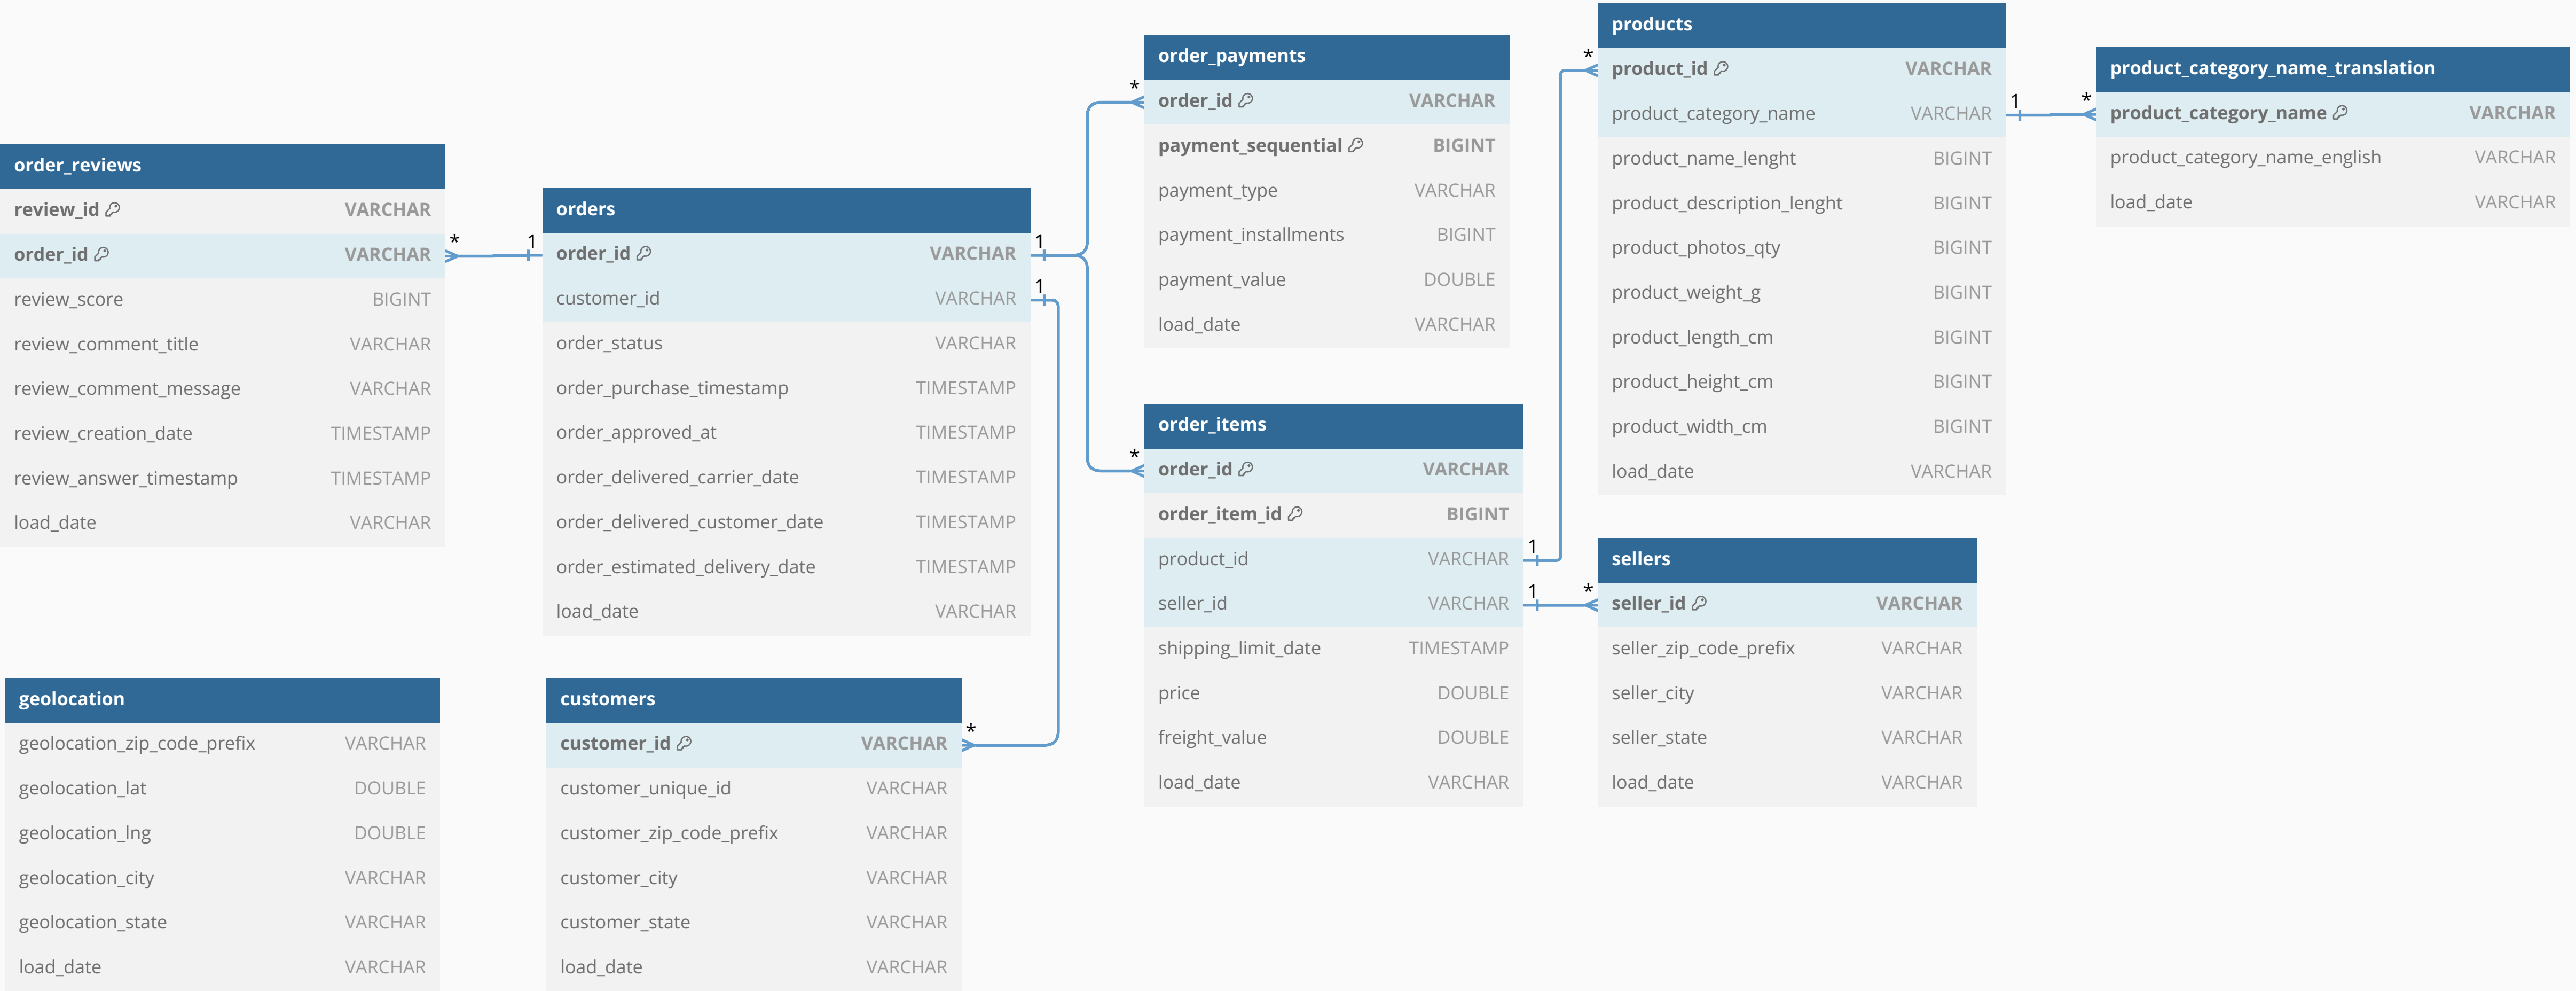 order_reviews
review_id VARCHAR
order_id VARCHAR
review_score BIGINT
review_comment_title VARCHAR
review_comment_message VARCHAR
review_creation_date TIMESTAMP
review_answer_timestamp TIMESTAMP
load_date VARCHAR
* 1
orders
order_id VARCHAR
customer_id VARCHAR
order_status VARCHAR
order_purchase_timestamp TIMESTAMP
order_approved_at TIMESTAMP
order_delivered_carrier_date TIMESTAMP
order_delivered_customer_date TIMESTAMP
order_estimated_delivery_date TIMESTAMP
load_date VARCHAR
1
1
geolocation
geolocation_zip_code_prefix VARCHAR
geolocation_lat DOUBLE
geolocation_lng DOUBLE
geolocation_city VARCHAR
geolocation_state VARCHAR
load_date VARCHAR
customers
customer_id VARCHAR
customer_unique_id VARCHAR
customer_zip_code_prefix VARCHAR
customer_city VARCHAR
customer_state VARCHAR
load_date VARCHAR
*
*
order_payments
order_id VARCHAR
payment_sequential BIGINT
payment_type VARCHAR
payment_installments BIGINT
payment_value DOUBLE
load_date VARCHAR
*
order_items
order_id VARCHAR
order_item_id BIGINT
product_id VARCHAR
seller_id VARCHAR
shipping_limit_date TIMESTAMP
price DOUBLE
freight_value DOUBLE
load_date VARCHAR
1
1 *
*
products
product_id VARCHAR
product_category_name VARCHAR
product_name_lenght BIGINT
product_description_lenght BIGINT
product_photos_qty BIGINT
product_weight_g BIGINT
product_length_cm BIGINT
product_height_cm BIGINT
product_width_cm BIGINT
load_date VARCHAR
sellers
seller_id VARCHAR
seller_zip_code_prefix VARCHAR
seller_city VARCHAR
seller_state VARCHAR
load_date VARCHAR
1 *
product_category_name_translation
product_category_name VARCHAR
product_category_name_english VARCHAR
load_date VARCHAR